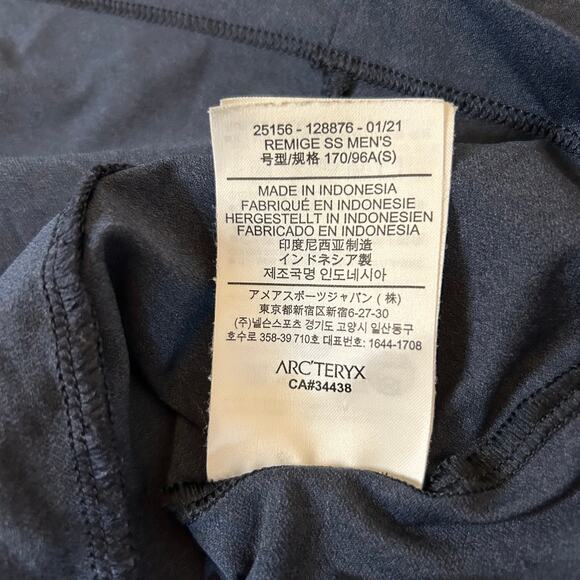 25156 - 128876 - 01/21
REMIGE SS MEN'S
号型/规格 170/96A(S)
MADE IN INDONESIA
FABRIQUÉ EN INDONÉSIE
HERGESTELLT IN INDONESIEN
FABRICADO EN INDONESIA
印度尼西亚制造
インドネシア製
제조국명 인도네시아
アメアスポーツジャパン (株)
東京都新宿区新宿6-27-30
(주)넬슨스포츠 경기도 고양시 일산동구
호수로 358-39 710호 대표번호: 1644-1708
ARC'TERYX
CA#34438